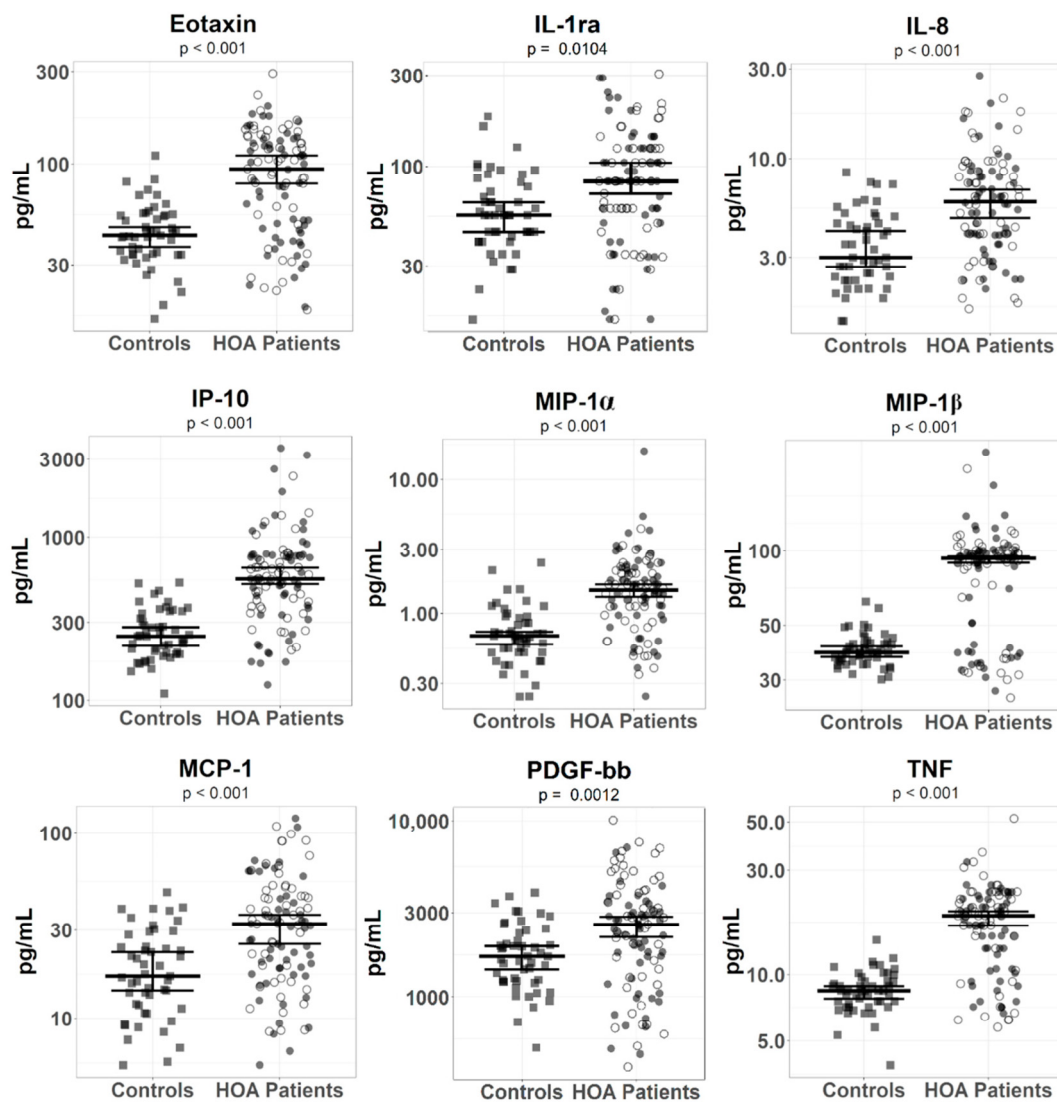 Eotaxin
p < 0.001
300
100
30
pg/mL
Controls HOA Patients
IL-1ra
p = 0.0104
300
100
30
pg/mL
Controls HOA Patients
IL-8
p < 0.001
30.0
10.0
3.0
pg/mL
Controls HOA Patients
IP-10
p < 0.001
3000
1000
300
100
pg/mL
Controls HOA Patients
MIP-1α
p < 0.001
10.00
3.00
1.00
0.30
pg/mL
Controls HOA Patients
MIP-1β
p < 0.001
100
50
30
pg/mL
Controls HOA Patients
MCP-1
p < 0.001
100
30
10
pg/mL
Controls HOA Patients
PDGF-bb
p = 0.0012
10,000
3000
1000
pg/mL
Controls HOA Patients
TNF
p < 0.001
50.0
30.0
10.0
5.0
pg/mL
Controls HOA Patients